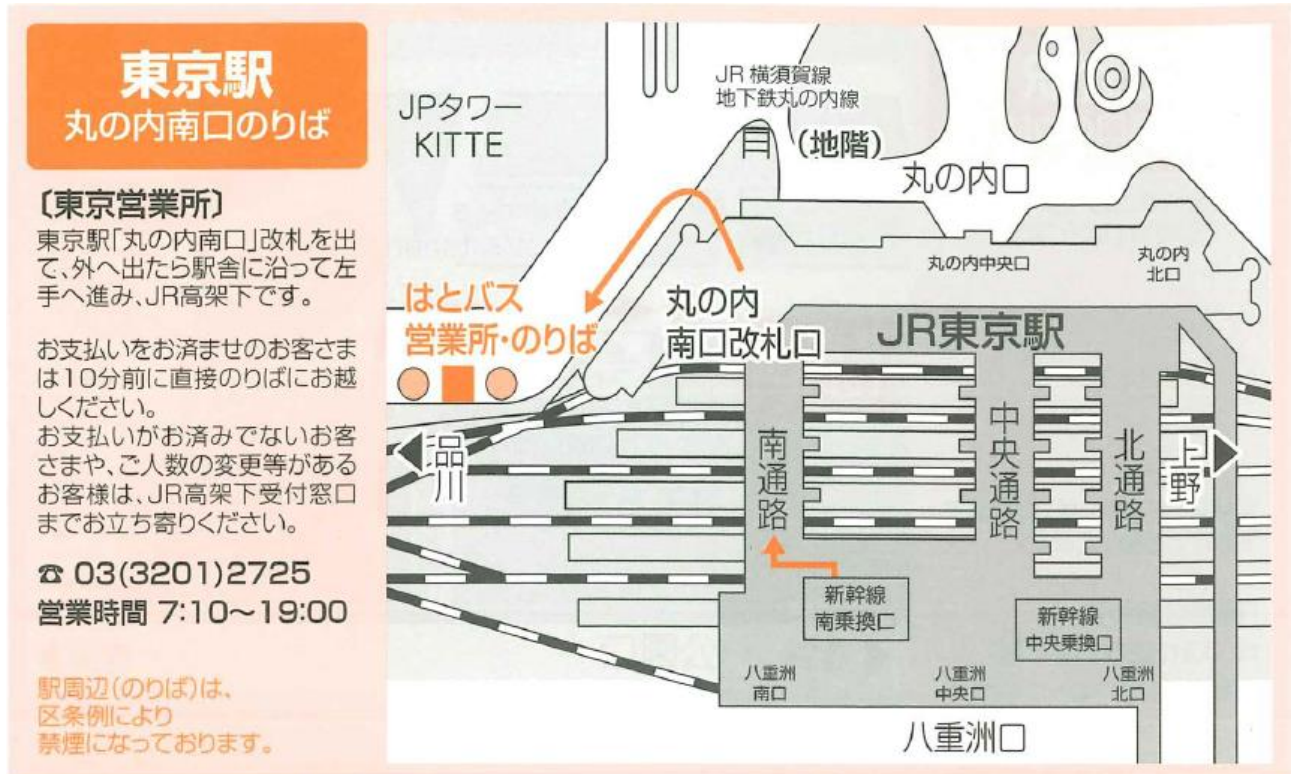 東京駅
丸の内南口のりば
〔東京営業所〕
東京駅「丸の内南口」改札を出
て、外へ出たら駅舎に沿って左
手へ進み、JR高架下です。
お支払いをお済ませのお客さま
は10分前に直接のりばにお越
しください。
お支払いがお済みでないお客
さまや、ご人数の変更等がある
お客様は、JR高架下受付窓口
までお立ち寄りください。
☎ 03(3201)2725
営業時間 7:10～19:00
駅周辺(のりば)は、
区条例により
禁煙になっております。
JPタワー
KITTE
JR 横須賀線
地下鉄丸の内線
(地階)
丸の内口
丸の内中央口
丸の内
北口
はとバス
営業所・のりば
丸の内
南口改札口
JR東京駅
品川
南通路
中央通路
北通路
上野
新幹線
南乗換口
新幹線
中央乗換口
八重洲
南口
八重洲
中央口
八重洲
北口
八重洲口